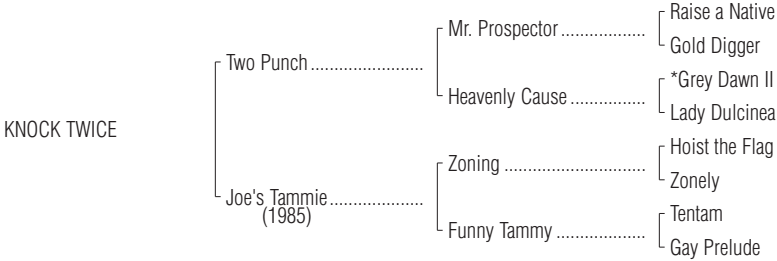 Raise a Native
Mr. Prospector ....................
Gold Digger
Two Punch ..........................
*Grey Dawn II
Heavenly Cause .................
Lady Dulcinea
KNOCK TWICE
Hoist the Flag
Zoning .................................
Zonely
Joe's Tammie .....................
(1985)
Tentam
Funny Tammy ....................
Gay Prelude